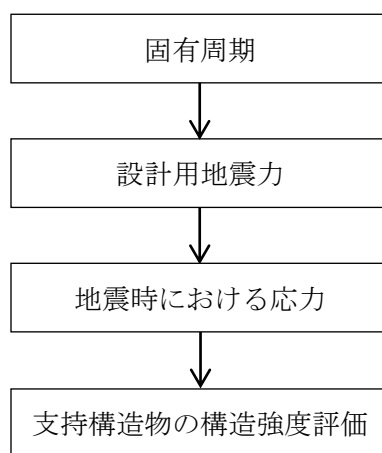 固有周期
設計用地震力
地震時における応力
支持構造物の構造強度評価